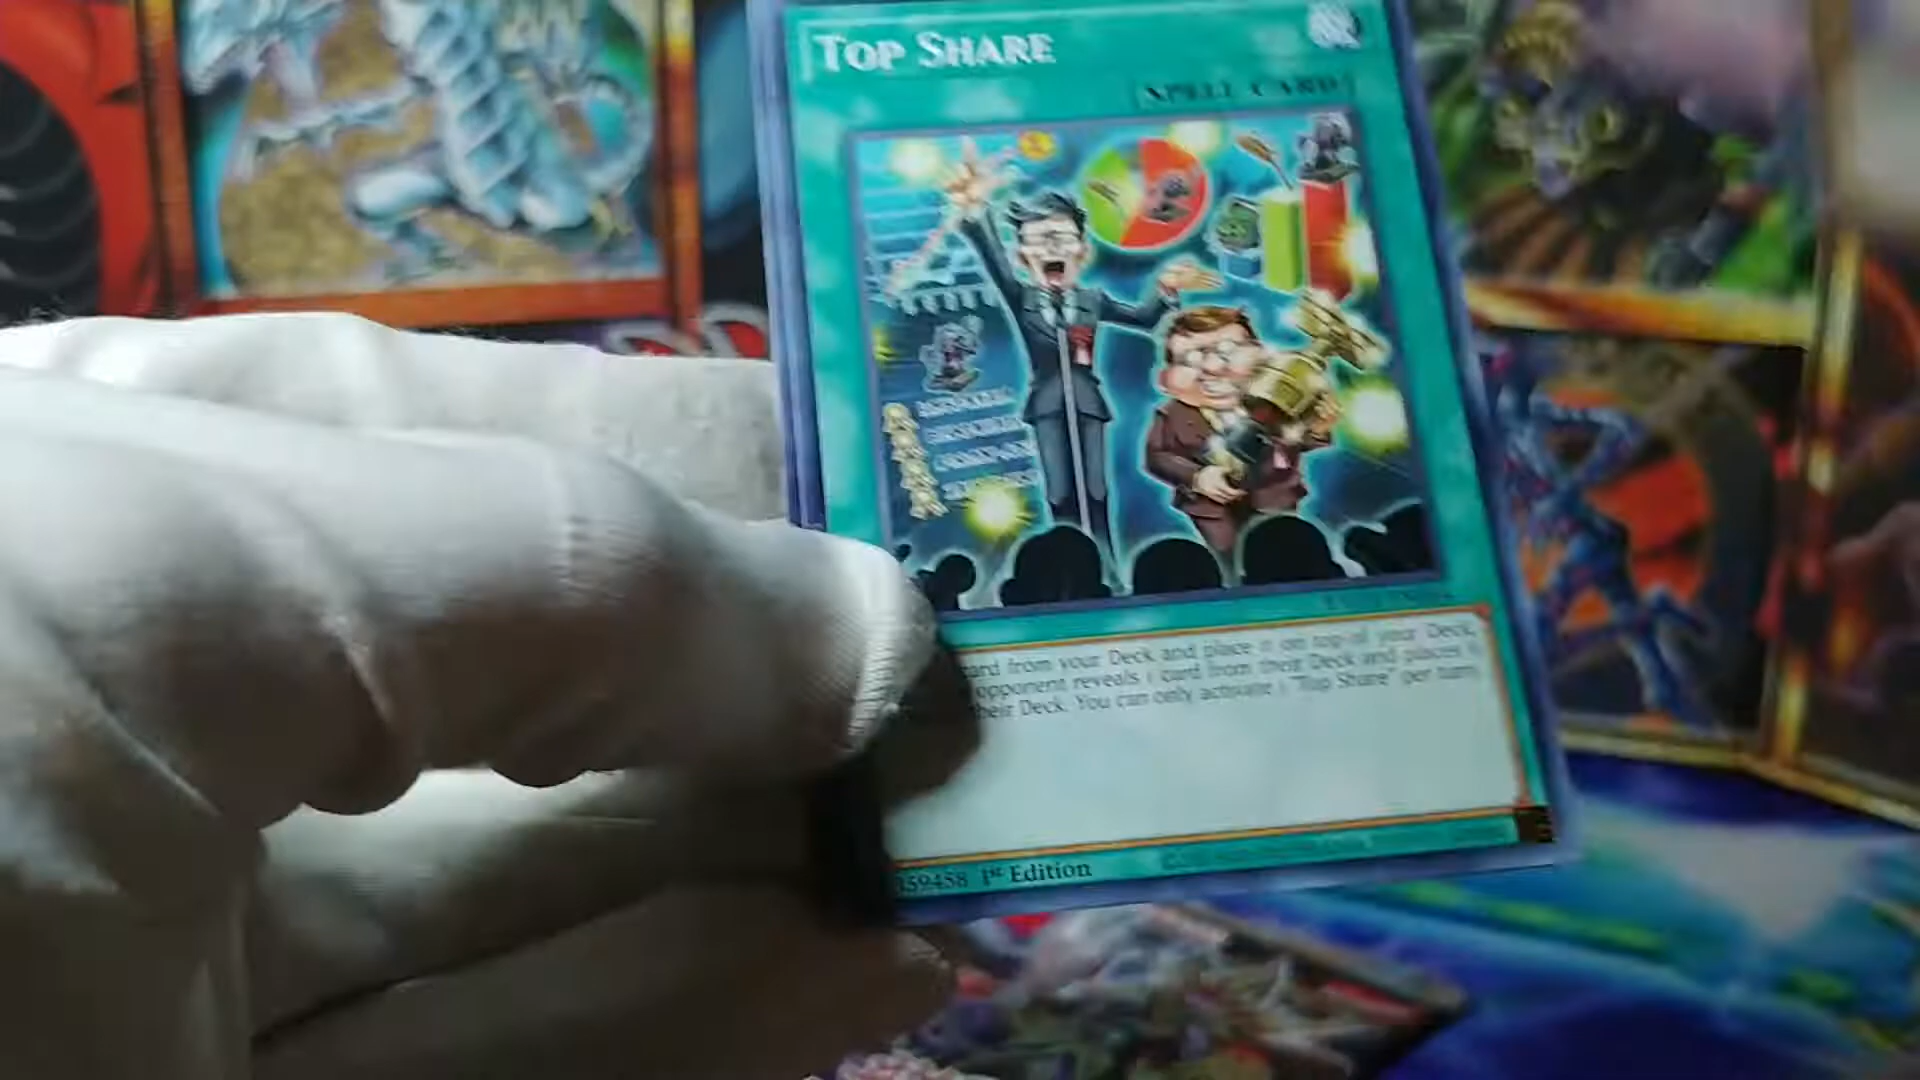 TOP SHARE
[SPELL CARD]
card from your Deck and place it on top of your Deck,
opponent reveals 1 card from their Deck and places it
their Deck. You can only activate 1 "Top Share" per turn.
159458 1st Edition